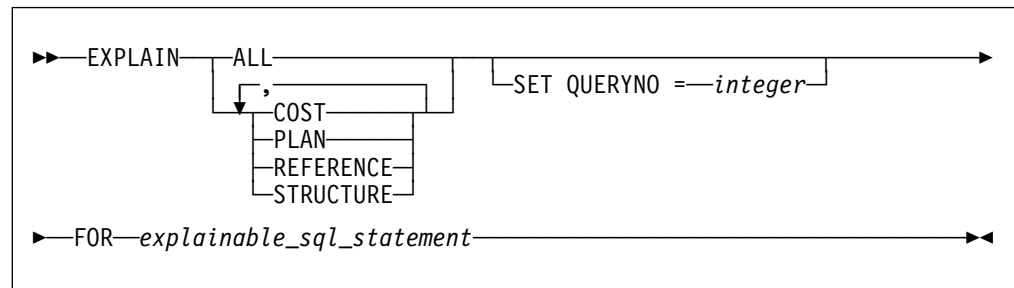 EXPLAIN ALL
SET QUERYNO = integer
,
COST
PLAN
REFERENCE
STRUCTURE
FOR explainable_sql_statement